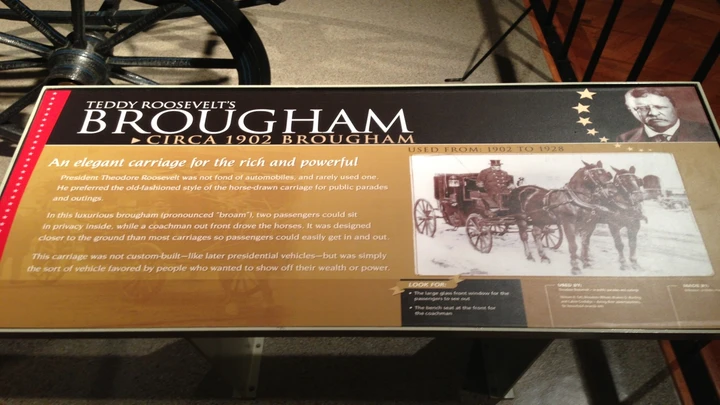 TEDDY ROOSEVELT'S
BROUGHAM
▸CIRCA 1902 BROUGHAM
USED FROM: 1902 TO 1928
An elegant carriage for the rich and powerful
President Theodore Roosevelt was not fond of automobiles, and rarely used one.
He preferred the old-fashioned style of the horse-drawn carriage for public parades
and outings.
In this luxurious brougham (pronounced "broam"), two passengers could sit
in privacy inside, while a coachman out front drove the horses. It was designed
closer to the ground than most carriages so passengers could easily get in and out.
This carriage was not custom-built—like later presidential vehicles—but was simply
the sort of vehicle favored by people who wanted to show off their wealth or power.
LOOK FOR:
▸ The large glass front window for the
passengers to see out
▸ The bench seat at the front for
the coachman
USED BY: